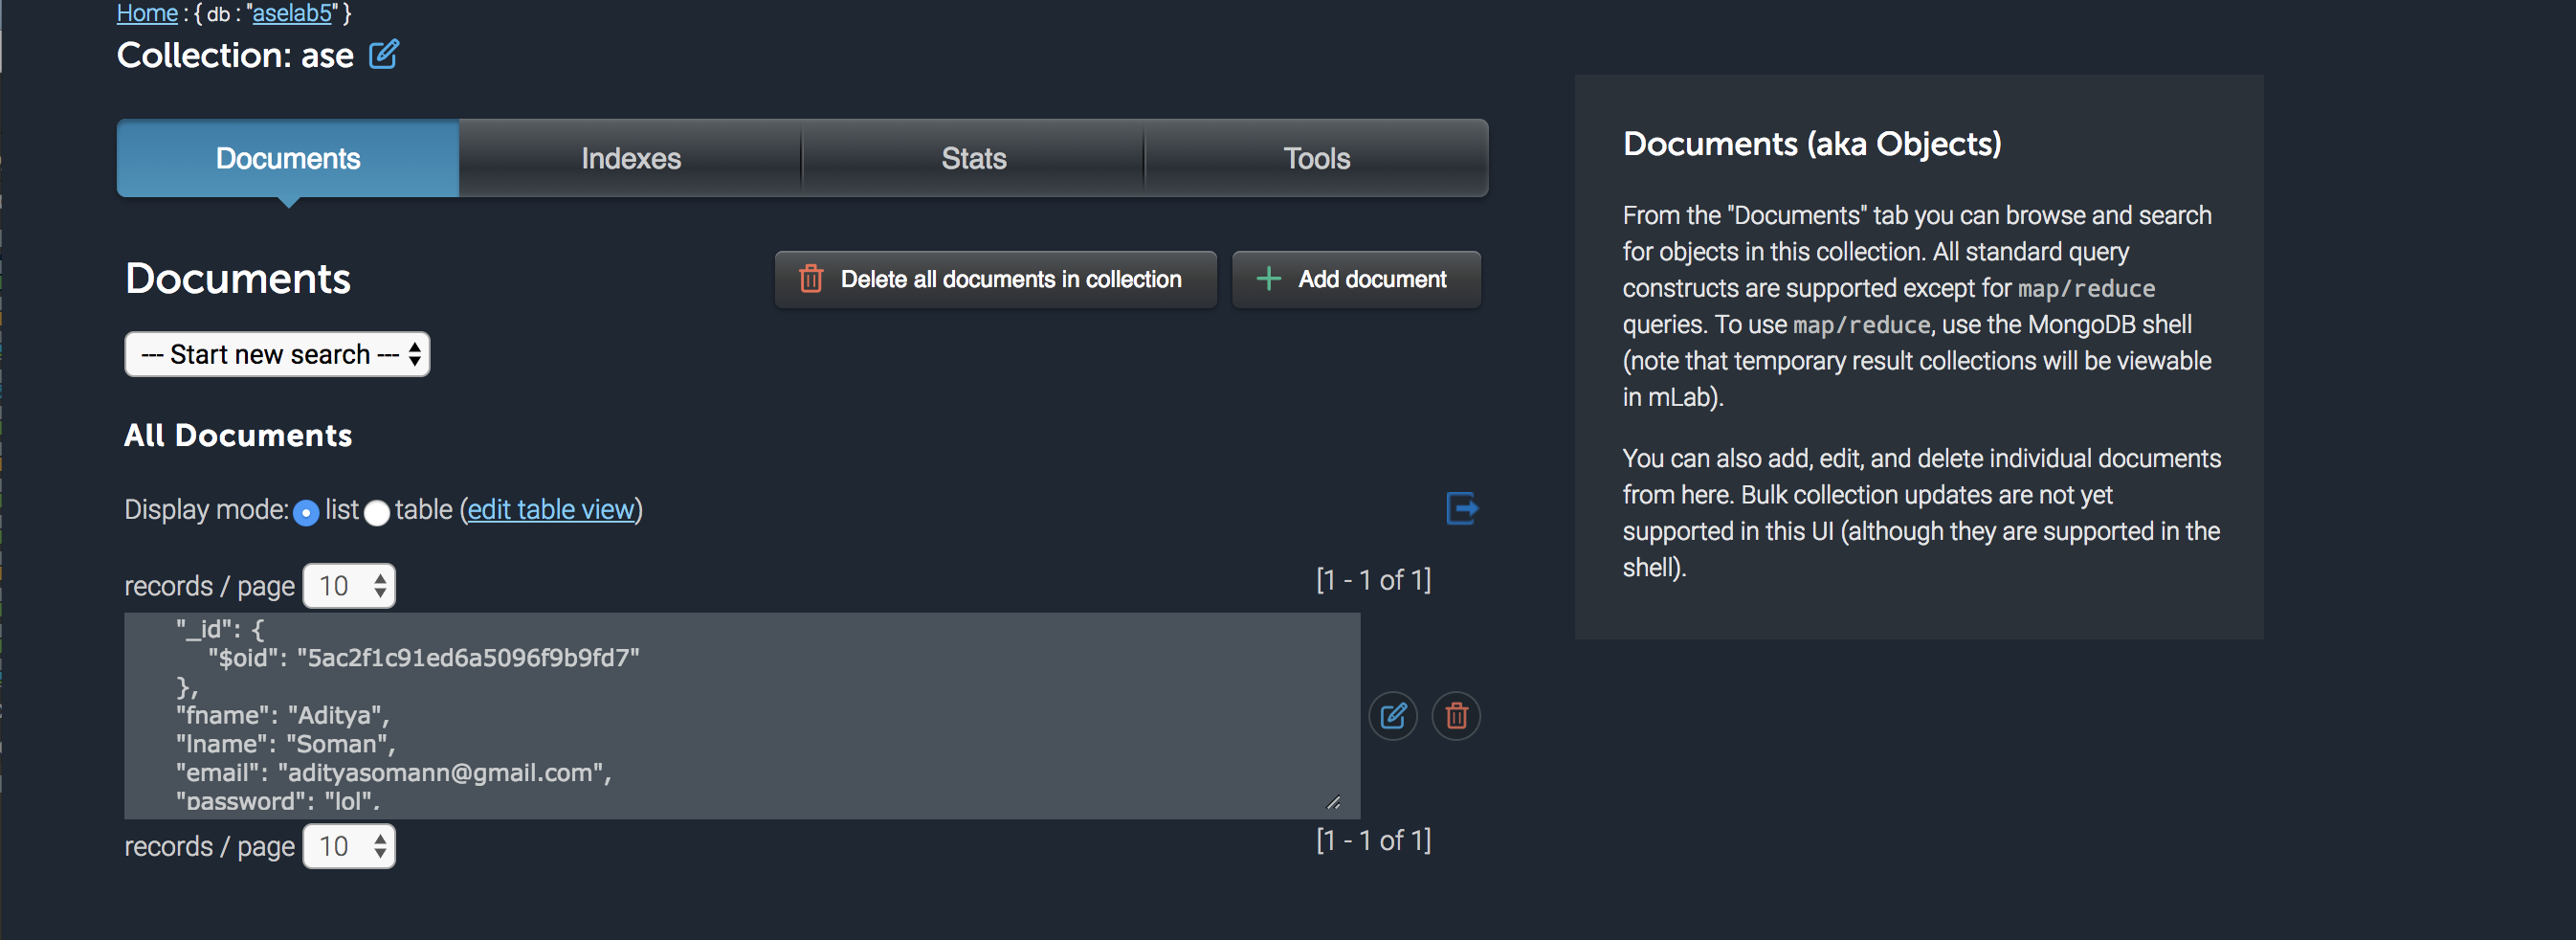 Home : { db : "aselab5" }
Collection: ase
Documents Indexes Stats Tools
Documents
Delete all documents in collection
Add document
--- Start new search ---
All Documents
Display mode: list table (edit table view)
records / page 10
[1 - 1 of 1]
"_id": {
"$oid": "5ac2f1c91ed6a5096f9b9fd7"
},
"fname": "Aditya",
"lname": "Soman",
"email": "adityasomann@gmail.com",
"password": "lol",
records / page 10
[1 - 1 of 1]
Documents (aka Objects)
From the "Documents" tab you can browse and search
for objects in this collection. All standard query
constructs are supported except for map/reduce
queries. To use map/reduce, use the MongoDB shell
(note that temporary result collections will be viewable
in mLab).
You can also add, edit, and delete individual documents
from here. Bulk collection updates are not yet
supported in this UI (although they are supported in the
shell).